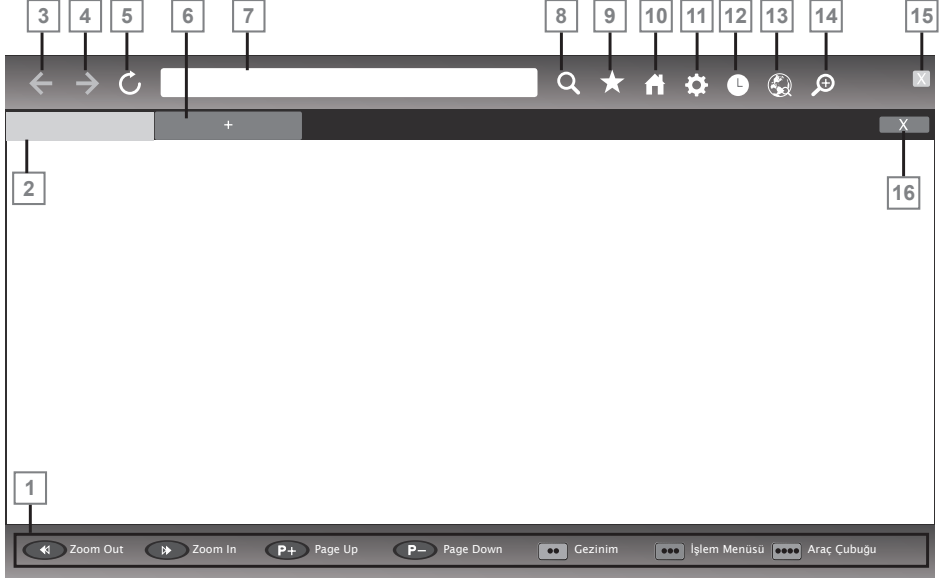 3 4 5 6 7 8 9 10 11 12 13 14 15
X
+ X
2 16
1
Zoom Out Zoom In P+ Page Up P− Page Down Gezinim İşlem Menüsü Araç Çubuğu